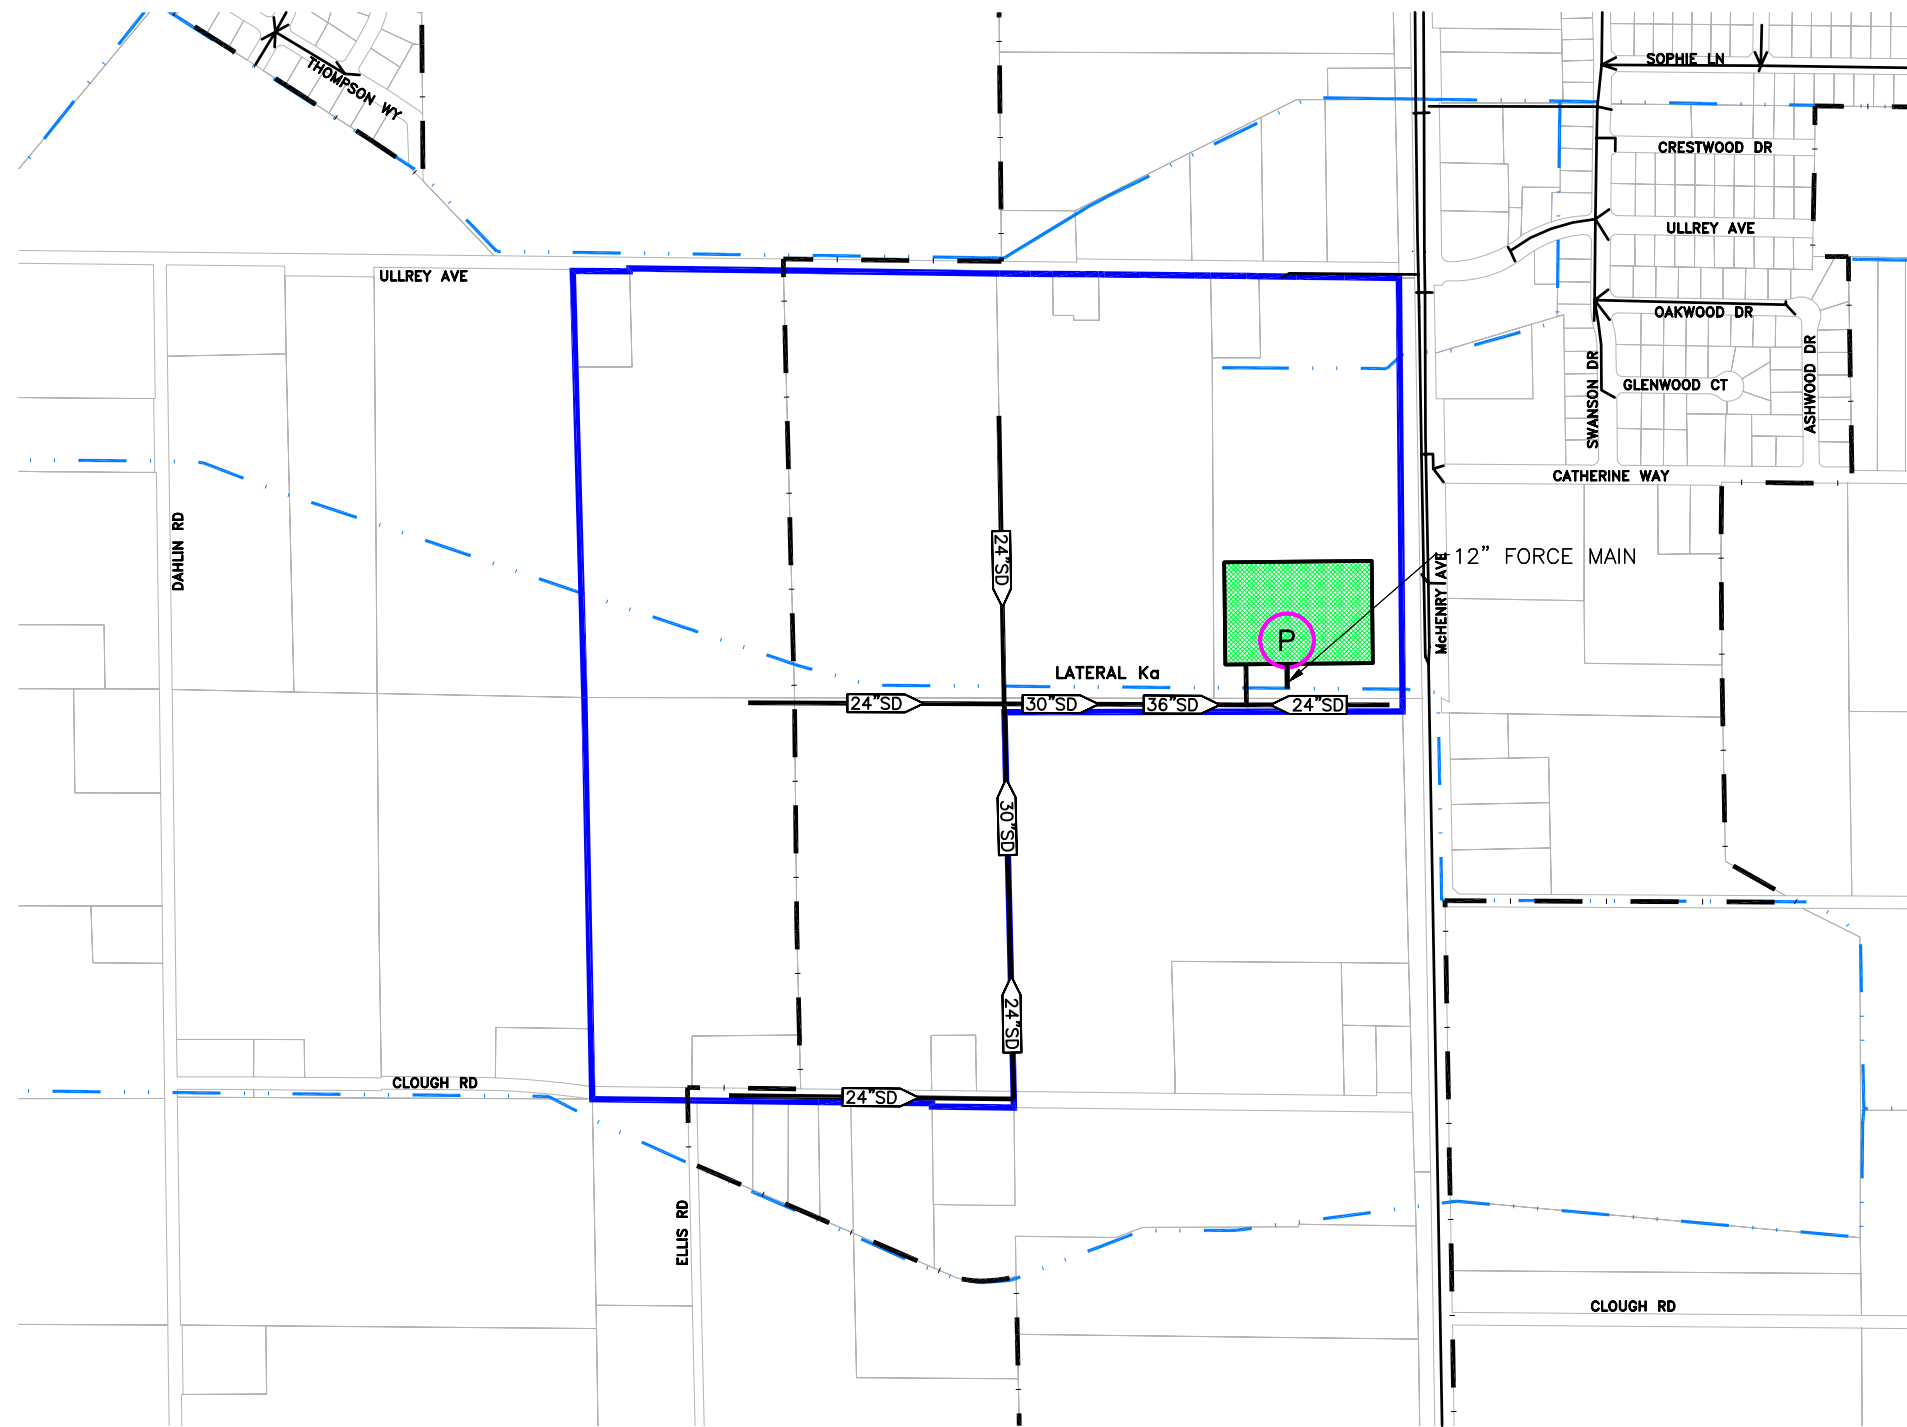 SOPHIE LN
THOMPSON WY
CRESTWOOD DR
ULLREY AVE
ULLREY AVE
OAKWOOD DR
SWANSON DR
GLENWOOD CT
ASHWOOD DR
CATHERINE WAY
DAHLIN RD
24"SD
12" FORCE MAIN
McHENRY AVE
P
LATERAL Ka
24"SD
30"SD
36"SD
24"SD
30"SD
24"SD
CLOUGH RD
24"SD
ELLIS RD
CLOUGH RD